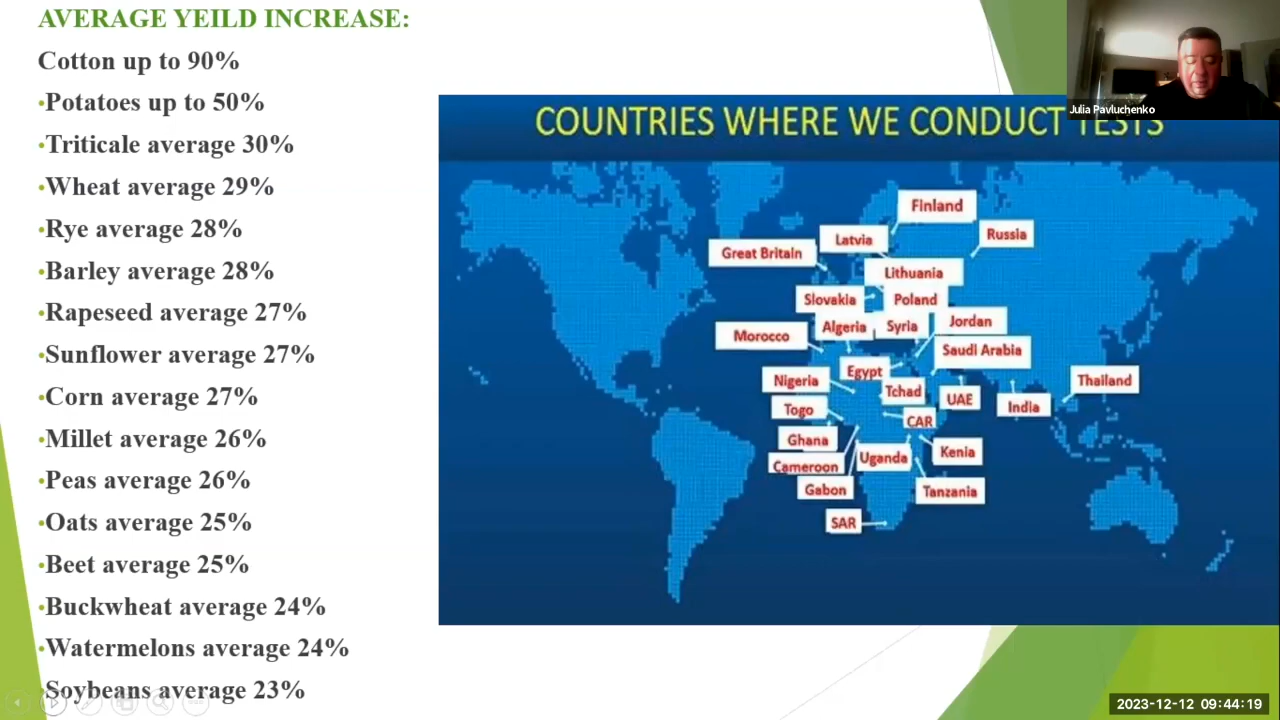 AVERAGE YEILD INCREASE:
Cotton up to 90%
•Potatoes up to 50%
•Triticale average 30%
•Wheat average 29%
•Rye average 28%
•Barley average 28%
•Rapeseed average 27%
•Sunflower average 27%
•Corn average 27%
•Millet average 26%
•Peas average 26%
•Oats average 25%
•Beet average 25%
•Buckwheat average 24%
•Watermelons average 24%
•Soybeans average 23%
Julia Pavluchenko
COUNTRIES WHERE WE CONDUCT TESTS
Finland
Russia
Latvia
Great Britain
Lithuania
Slovakia
Poland
Jordan
Algeria
Syria
Morocco
Saudi Arabia
Egypt
Nigeria
Tchad
Thailand
UAE
India
Togo
CAR
Ghana
Kenia
Uganda
Cameroon
Gabon
Tanzania
SAR
2023-12-12 09:44:19